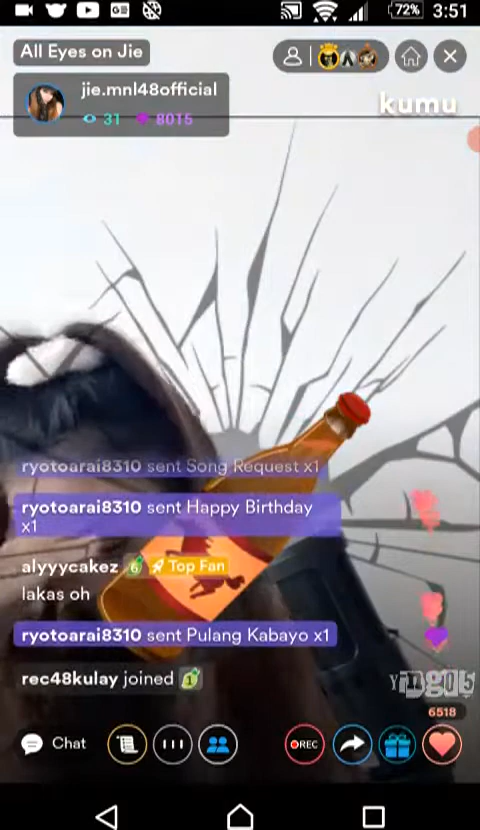 72% 3:51
All Eyes on Jie
jie.mnl48official
31 8015
kumu
ryotoarai8310 sent Song Request x1
ryotoarai8310 sent Happy Birthday
x1
alyyycakez 6 Top Fan
lakas oh
ryotoarai8310 sent Pulang Kabayo x1
rec48kulay joined 1
6518
Chat
REC